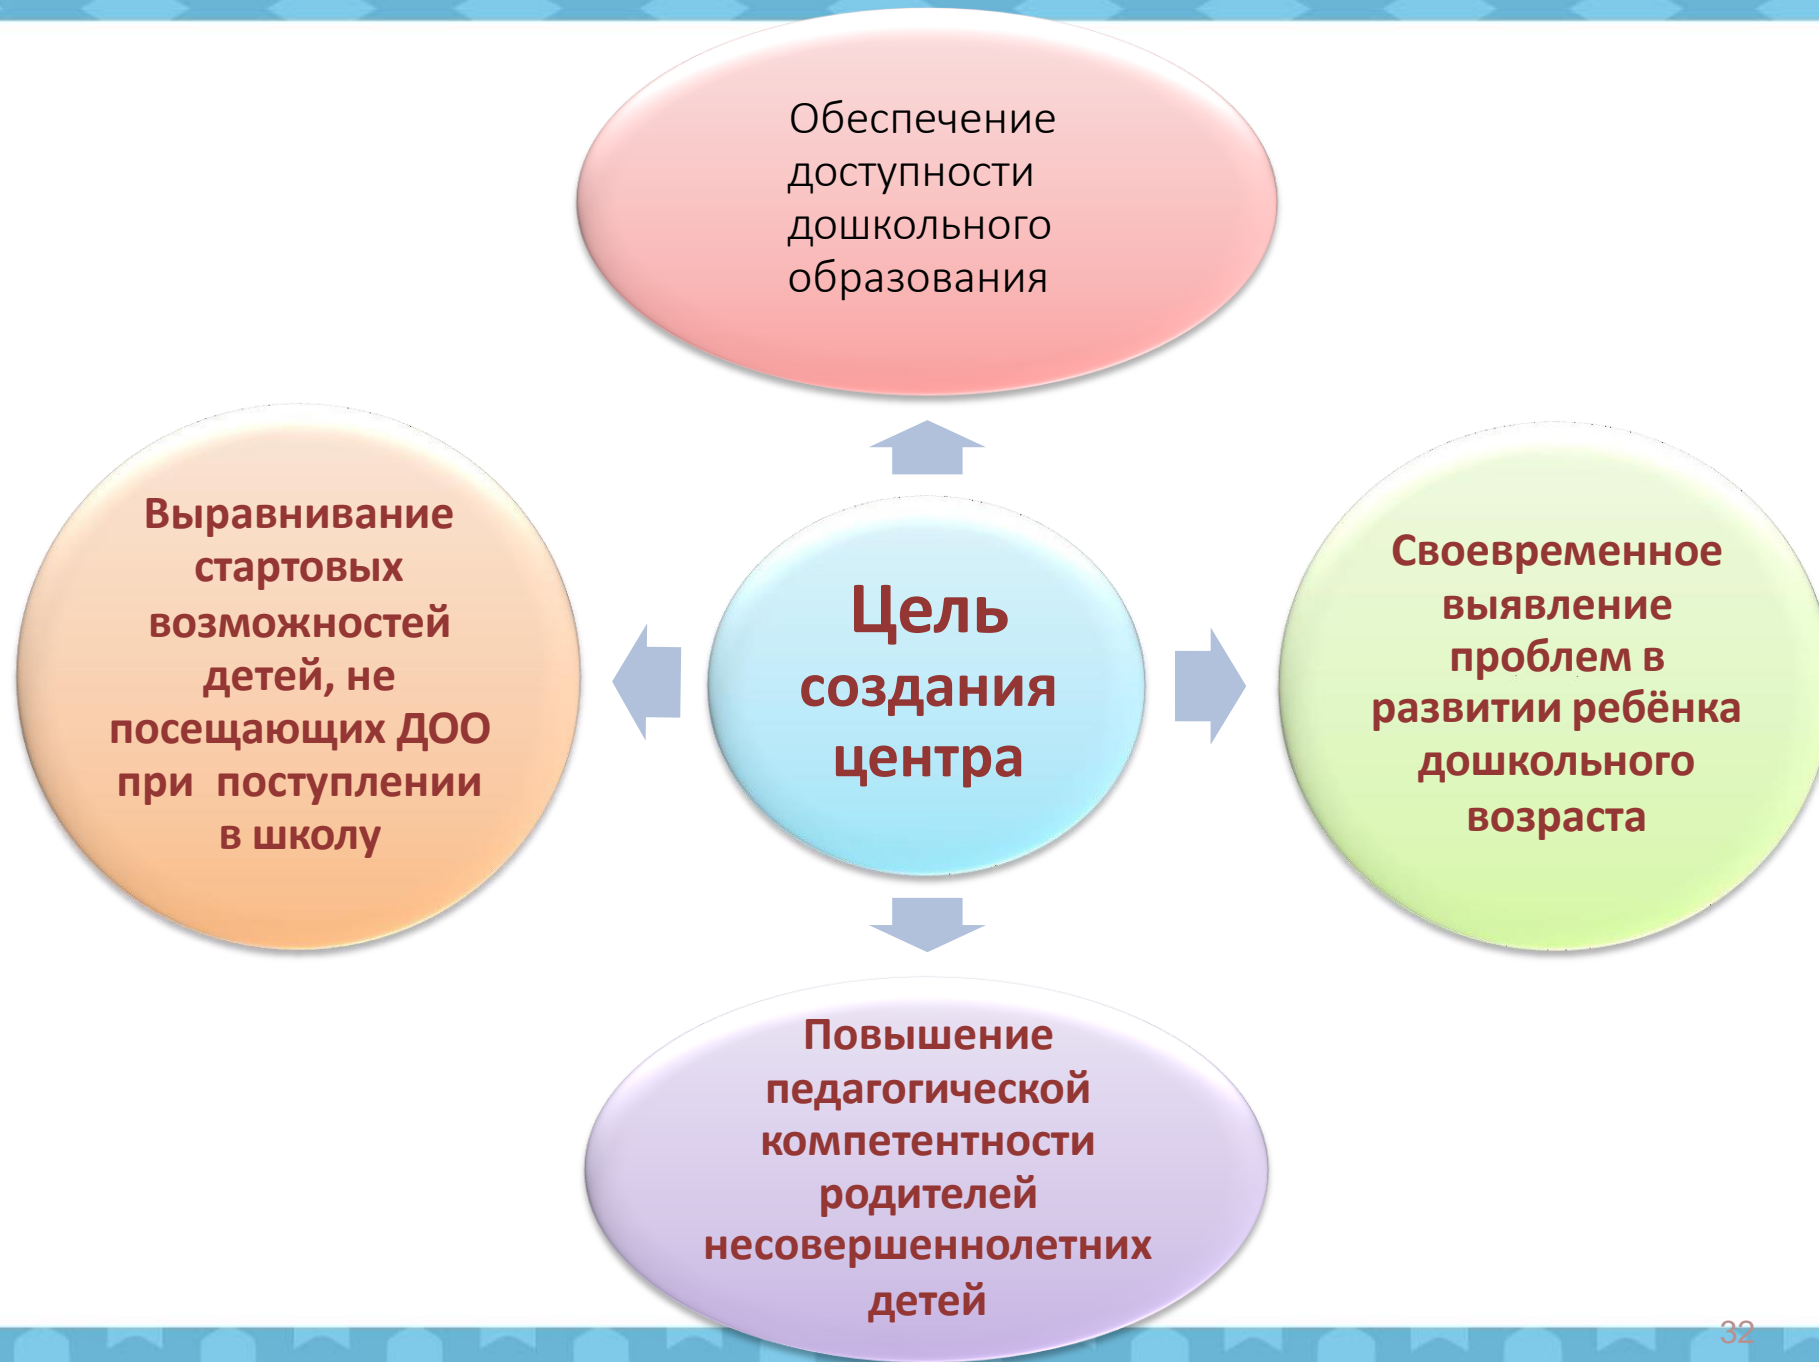 Обеспечение
доступности
дошкольного
образования
Выравнивание
стартовых
возможностей
детей, не
посещающих ДОО
при  поступлении
в школу
Цель
создания
центра
Своевременное
выявление
проблем в
развитии ребёнка
дошкольного
возраста
Повышение
педагогической
компетентности
родителей
несовершеннолетних
детей
32